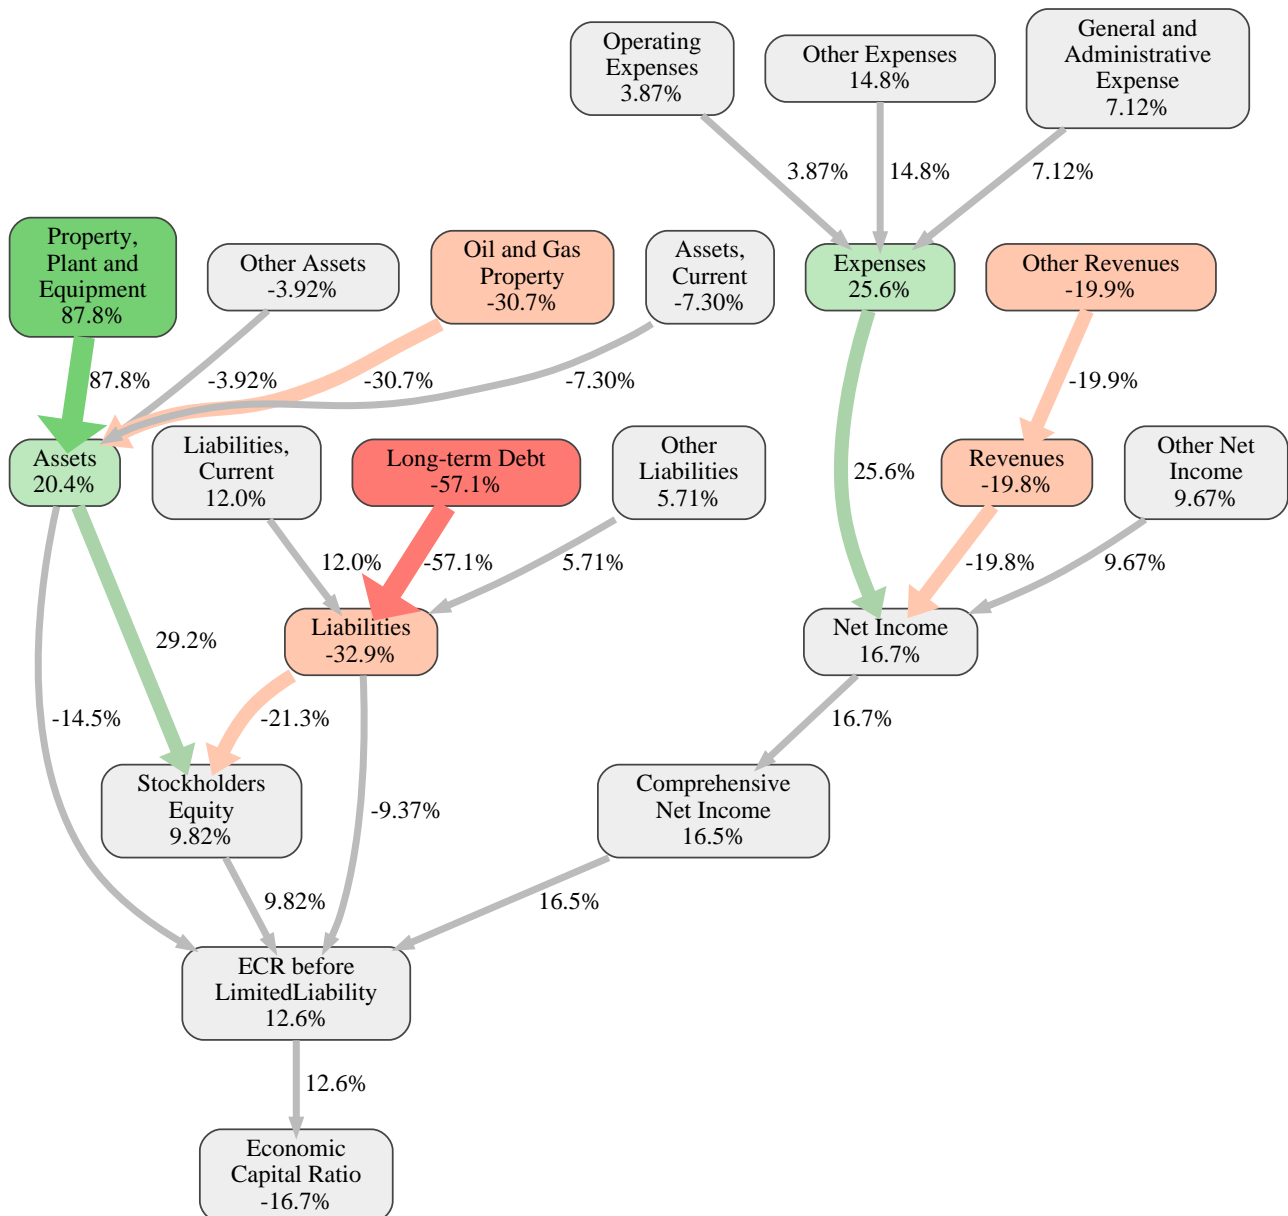 Operating
Expenses
3.87%
Other Expenses
14.8%
General and
Administrative
Expense
7.12%
3.87%
14.8%
7.12%
Property,
Plant and
Equipment
87.8%
Other Assets
-3.92%
Oil and Gas
Property
-30.7%
Assets,
Current
-7.30%
Expenses
25.6%
Other Revenues
-19.9%
87.8%
-3.92%
-30.7%
-7.30%
-19.9%
Assets
20.4%
Liabilities,
Current
12.0%
Long-term Debt
-57.1%
Other
Liabilities
5.71%
25.6%
Revenues
-19.8%
Other Net
Income
9.67%
12.0%
-57.1%
5.71%
-19.8%
9.67%
29.2%
Liabilities
-32.9%
Net Income
16.7%
-14.5%
-21.3%
16.7%
Stockholders
Equity
9.82%
-9.37%
Comprehensive
Net Income
16.5%
9.82%
16.5%
ECR before
LimitedLiability
12.6%
12.6%
Economic
Capital Ratio
-16.7%